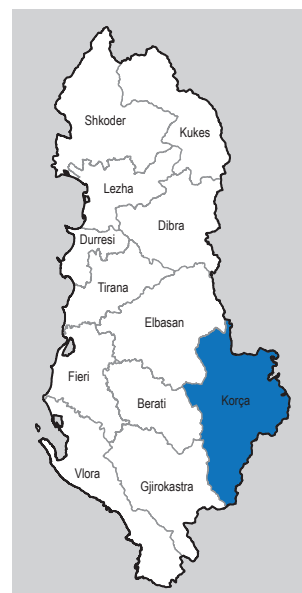 Shkoder
Kukes
Lezha
Dibra
Durresi
Tirana
Elbasan
Fieri
Berati
Korça
Vlora
Gjirokastra